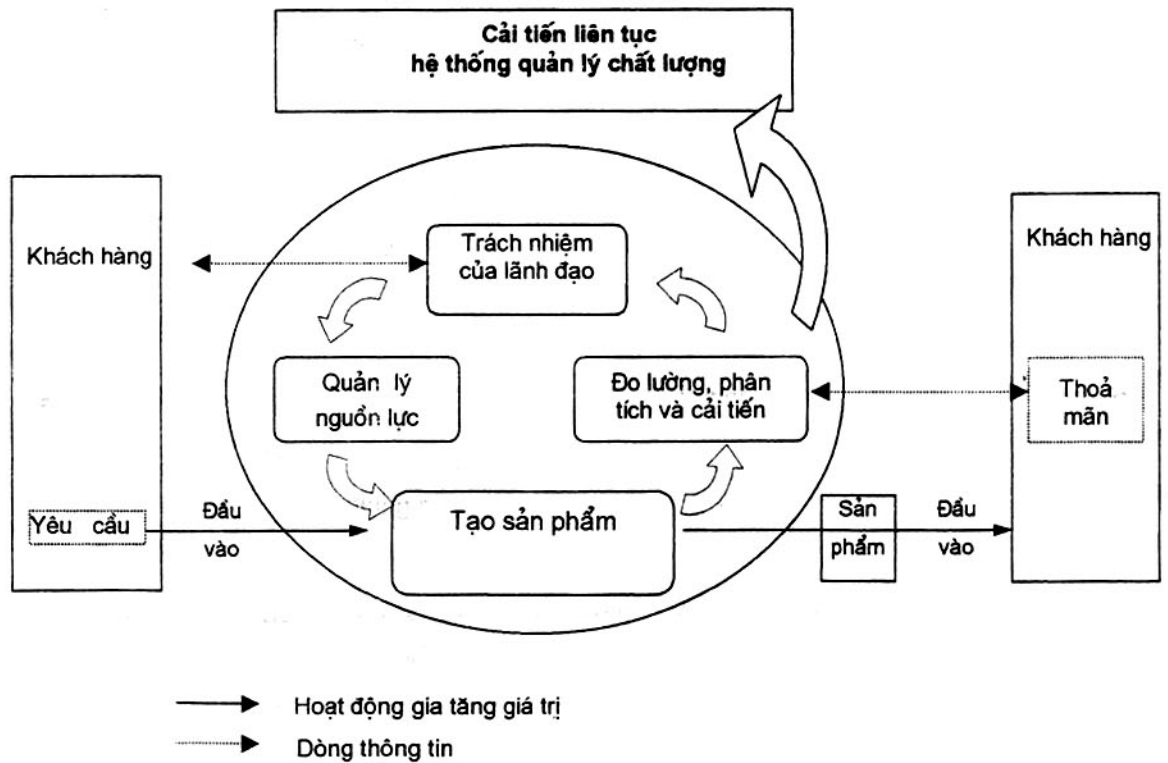 Cải tiến liên tục
hệ thống quản lý chất lượng
Khách hàng
Trách nhiệm
của lãnh đạo
Khách hàng
Quản lý
nguồn lực
Đo lường, phân
tích và cải tiến
Thoả
mãn
Yêu cầu
Đầu
vào
Tạo sản phẩm
Sản
phẩm
Đầu
vào
Hoạt động gia tăng giá trị
Dòng thông tin